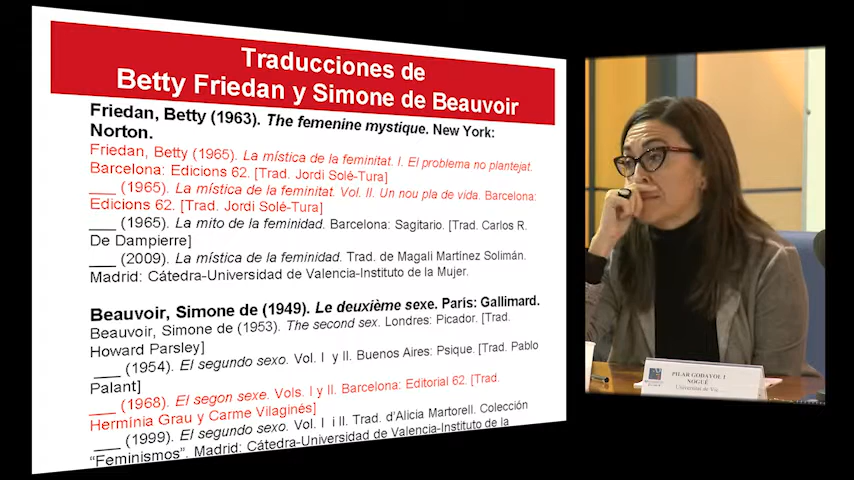 Traducciones de
Betty Friedan y Simone de Beauvoir
Friedan, Betty (1963). The femenine mystique. New York:
Norton.
Friedan, Betty (1965). La mística de la feminitat. I. El problema no plantejat.
Barcelona: Edicions 62. [Trad. Jordi Solé-Tura]
___ (1965). La mística de la feminitat. Vol. II. Un nou pla de vida. Barcelona:
Edicions 62. [Trad. Jordi Solé-Tura]
___ (1965). La mito de la feminidad. Barcelona: Sagitario. [Trad. Carlos R.
De Dampierre]
___ (2009). La mística de la feminidad. Trad. de Magali Martínez Solimán.
Madrid: Cátedra-Universidad de Valencia-Instituto de la Mujer.
Beauvoir, Simone de (1949). Le deuxième sexe. Paris: Gallimard.
Beauvoir, Simone de (1953). The second sex. Londres: Picador. [Trad.
Howard Parsley]
___ (1954). El segundo sexo. Vol. I y II. Buenos Aires: Psique. [Trad. Pablo
Palant]
___ (1968). El segon sexe. Vols. I y II. Barcelona: Editorial 62. [Trad.
Hermínia Grau y Carme Vilaginés]
___ (1999). El segundo sexo. Vol. I i II. Trad. d'Alicia Martorell. Colección
"Feminismos". Madrid: Cátedra-Universidad de Valencia-Instituto de la
PILAR GODAYOL I
NOGUÉ
Universitat de